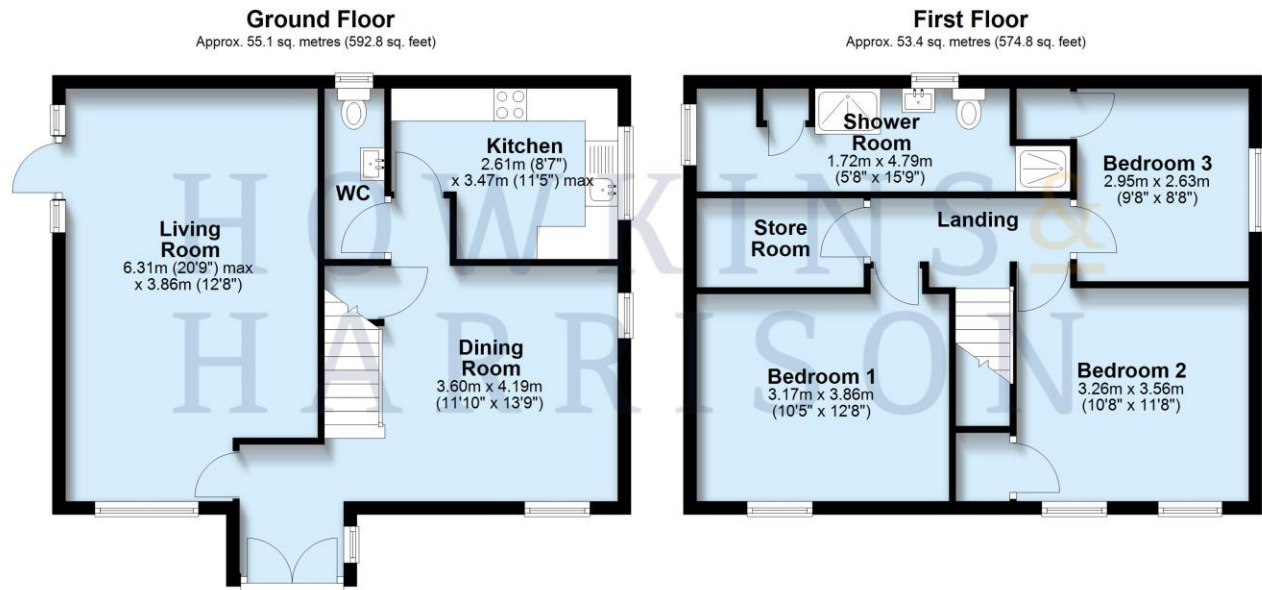 Ground Floor
Approx. 55.1 sq. metres (592.8 sq. feet)
Living
Room
6.31m (20'9") max
x 3.86m (12'8")
WC
Kitchen
2.61m (8'7")
x 3.47m (11'5") max
Dining
Room
3.60m x 4.19m
(11'10" x 13'9")
First Floor
Approx. 53.4 sq. metres (574.8 sq. feet)
Shower
Room
1.72m x 4.79m
(5'8" x 15'9")
Bedroom 3
2.95m x 2.63m
(9'8" x 8'8")
Store
Room
Landing
Bedroom 1
3.17m x 3.86m
(10'5" x 12'8")
Bedroom 2
3.26m x 3.56m
(10'8" x 11'8")
HOWKINS &
HARRISON